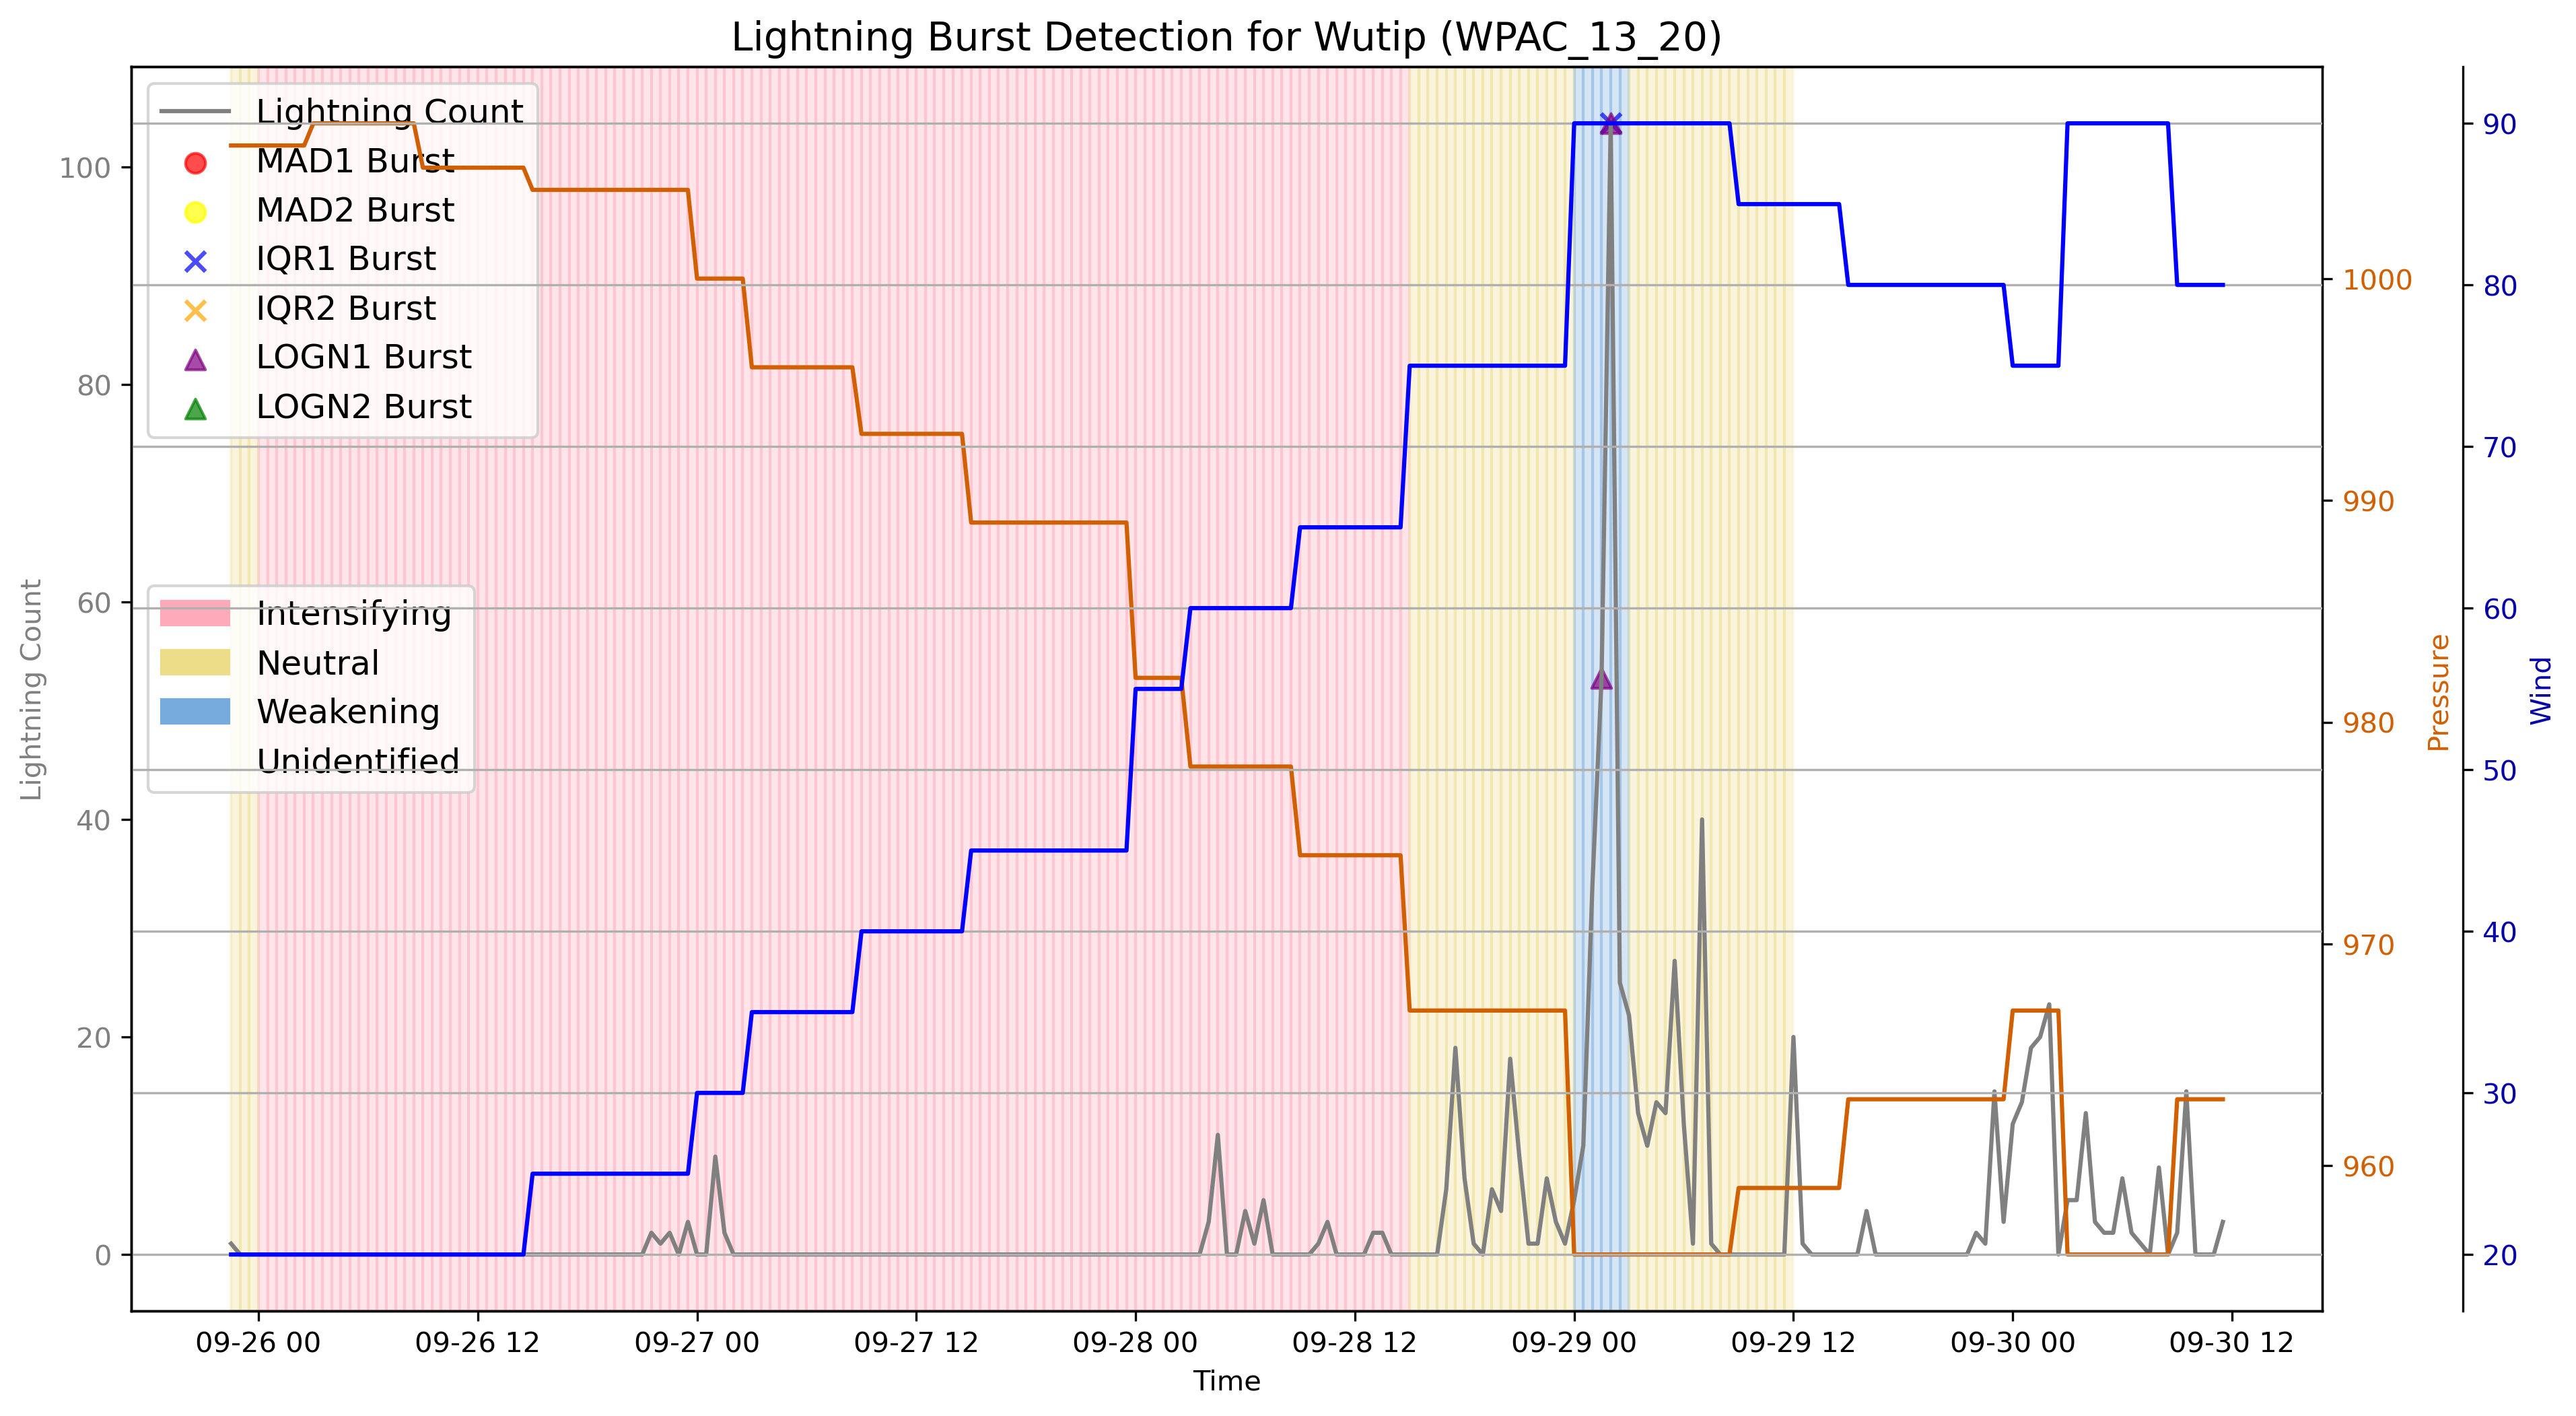 Lightning Burst Detection for Wutip (WPAC_13_20)
Lightning Count
MAD1 Burst
MAD2 Burst
IQR1 Burst
IQR2 Burst
LOGN1 Burst
LOGN2 Burst
Intensifying
Neutral
Weakening
Unidentified
Lightning Count
100
80
60
40
20
0
1000
990
980
970
960
Pressure
90
80
70
60
50
40
30
20
Wind
09-26 00 09-26 12 09-27 00 09-27 12 09-28 00 09-28 12 09-29 00 09-29 12 09-30 00 09-30 12
Time